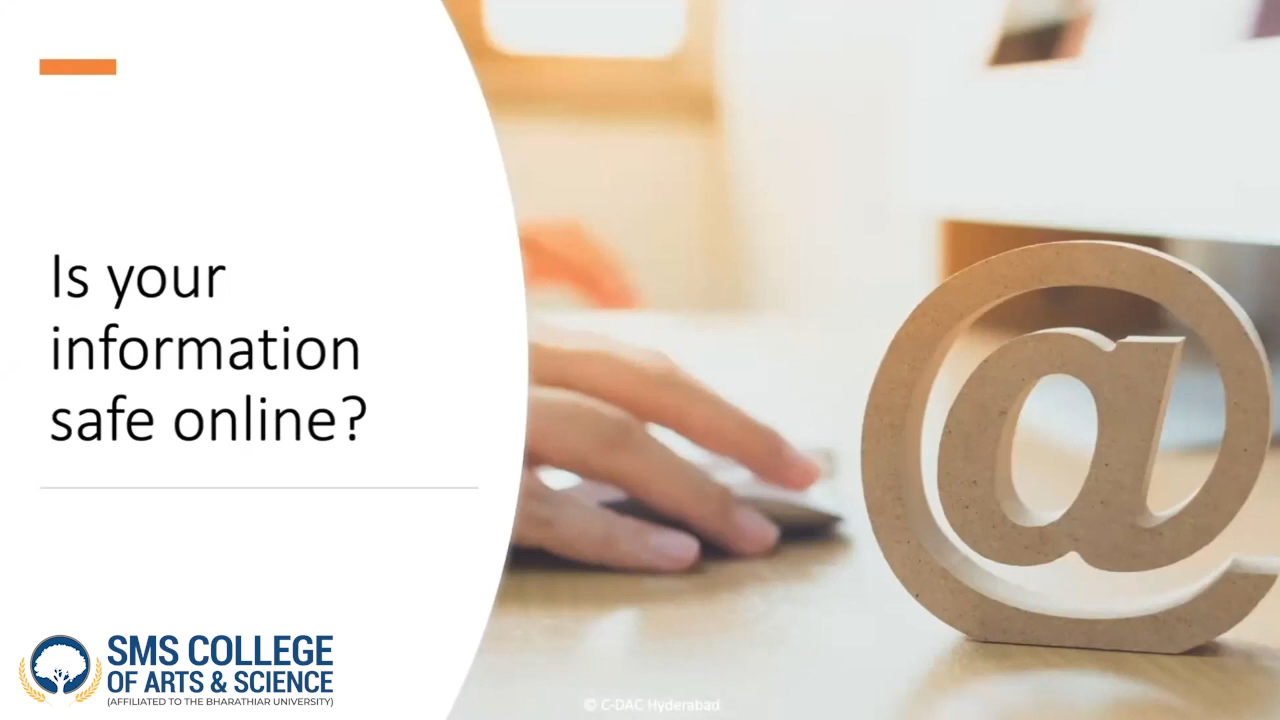 Is your
information
safe online?
SMS COLLEGE
OF ARTS & SCIENCE
(AFFILIATED TO THE BHARATHIAR UNIVERSITY)
© C-DAC Hyderabad